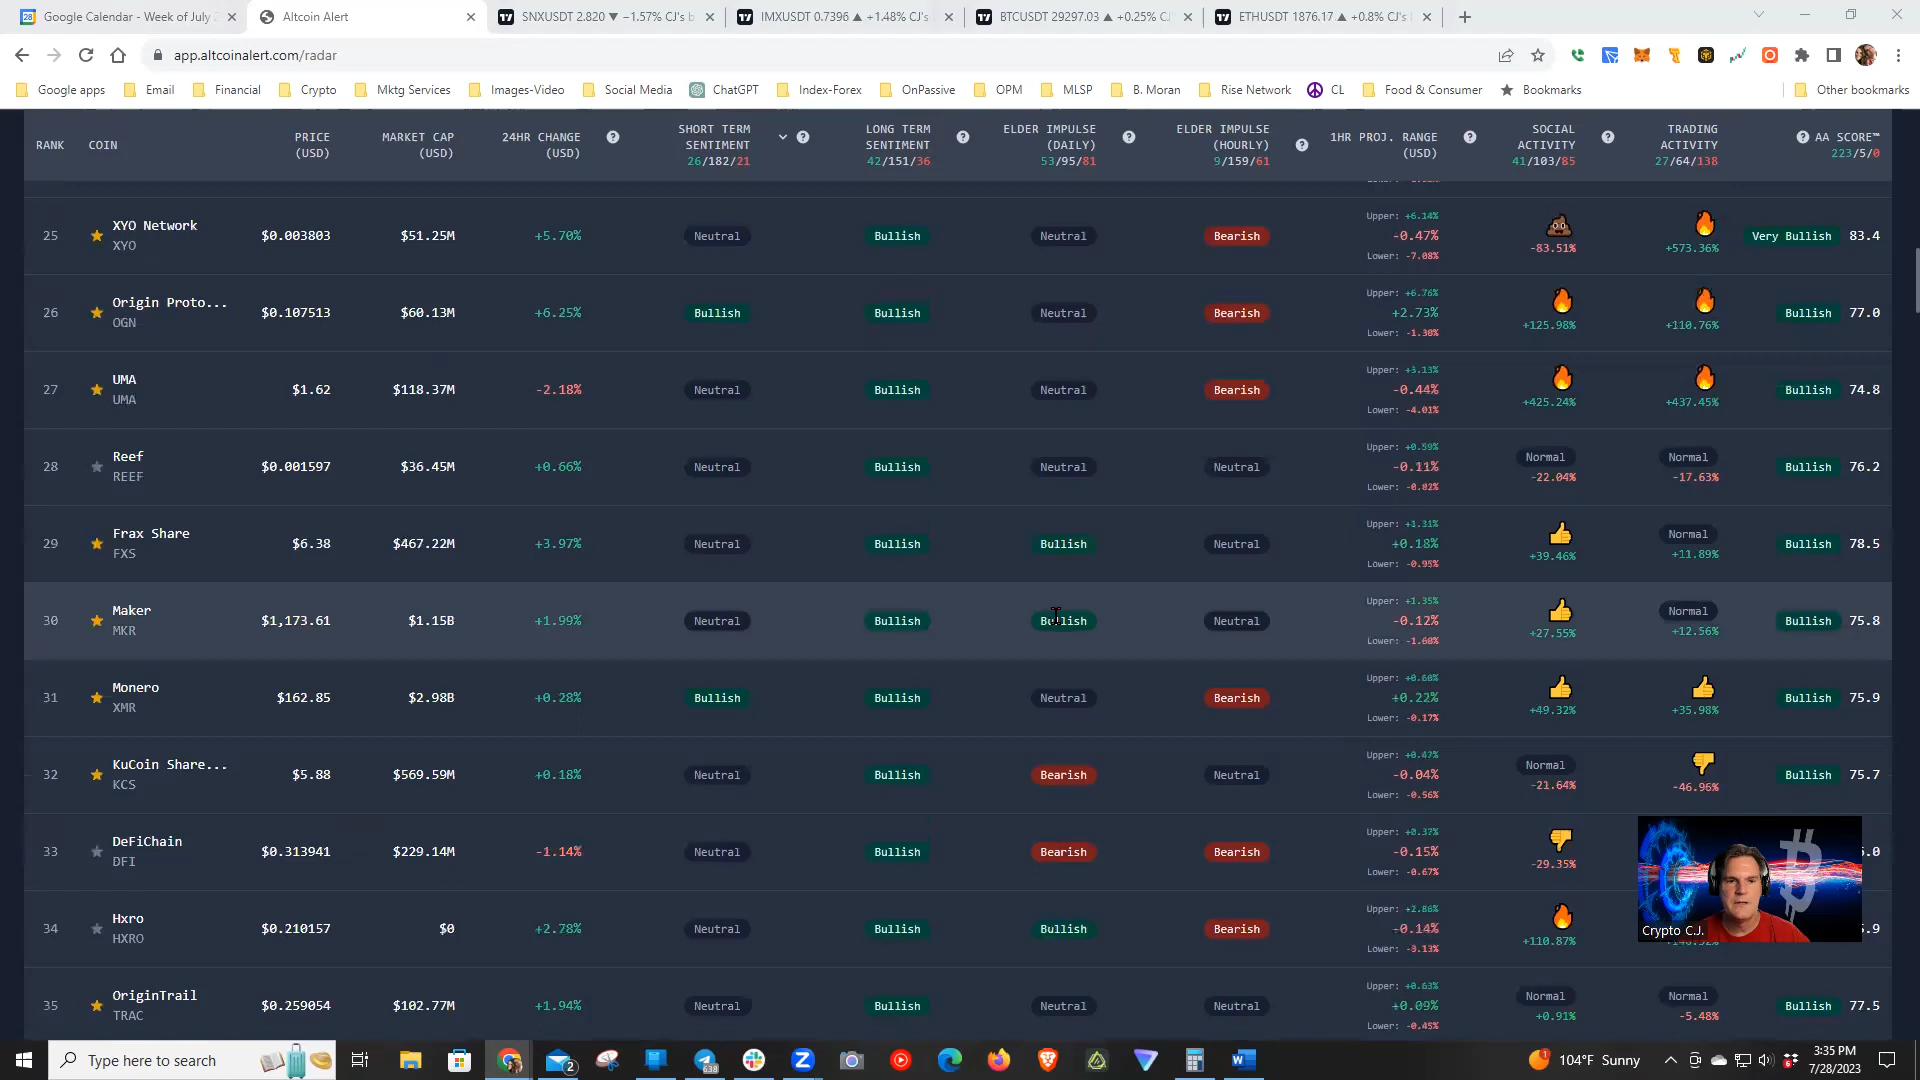 Google Calendar - Week of July 2
Altcoin Alert
SNXUSDT 2.820 ▼ −1.57% CJ's b
IMXUSDT 0.7396 ▲ +1.48% CJ's
BTCUSDT 29297.03 ▲ +0.25% CJ
ETHUSDT 1876.17 ▲ +0.8% CJ's
app.altcoinalert.com/radar
Google apps
Email
Financial
Crypto
Mktg Services
Images-Video
Social Media
ChatGPT
Index-Forex
OnPassive
OPM
MLSP
B. Moran
Rise Network
CL
Food & Consumer
Bookmarks
Other bookmarks
RANK
COIN
PRICE
(USD)
MARKET CAP
(USD)
24HR CHANGE
(USD)
SHORT TERM
SENTIMENT
26/182/21
LONG TERM
SENTIMENT
42/151/36
ELDER IMPULSE
(DAILY)
53/95/81
ELDER IMPULSE
(HOURLY)
9/159/61
1HR PROJ. RANGE
(USD)
SOCIAL
ACTIVITY
41/103/85
TRADING
ACTIVITY
27/64/138
AA SCORE™
223/5/0
25
XYO Network
XYO
$0.003803
$51.25M
+5.70%
Neutral
Bullish
Neutral
Bearish
Upper: +6.14%
-0.47%
Lower: -7.08%
-83.51%
+573.36%
Very Bullish 83.4
26
Origin Proto...
OGN
$0.107513
$60.13M
+6.25%
Bullish
Bullish
Neutral
Bearish
Upper: +6.76%
+2.73%
Lower: -1.30%
+125.98%
+110.76%
Bullish 77.0
27
UMA
UMA
$1.62
$118.37M
-2.18%
Neutral
Bullish
Neutral
Bearish
Upper: +3.13%
-0.44%
Lower: -4.01%
+425.24%
+437.45%
Bullish 74.8
28
Reef
REEF
$0.001597
$36.45M
+0.66%
Neutral
Bullish
Neutral
Neutral
Upper: +0.59%
-0.11%
Lower: -0.82%
Normal
-22.04%
Normal
-17.63%
Bullish 76.2
29
Frax Share
FXS
$6.38
$467.22M
+3.97%
Neutral
Bullish
Bullish
Neutral
Upper: +1.31%
+0.18%
Lower: -0.95%
+39.46%
Normal
+11.89%
Bullish 78.5
30
Maker
MKR
$1,173.61
$1.15B
+1.99%
Neutral
Bullish
Bullish
Neutral
Upper: +1.35%
-0.12%
Lower: -1.60%
+27.55%
Normal
+12.56%
Bullish 75.8
31
Monero
XMR
$162.85
$2.98B
+0.28%
Bullish
Bullish
Neutral
Bearish
Upper: +0.60%
+0.22%
Lower: -0.17%
+49.32%
+35.98%
Bullish 75.9
32
KuCoin Share...
KCS
$5.88
$569.59M
+0.18%
Neutral
Bullish
Bearish
Neutral
Upper: +0.47%
-0.04%
Lower: -0.56%
Normal
-21.64%
-46.96%
Bullish 75.7
33
DeFiChain
DFI
$0.313941
$229.14M
-1.14%
Neutral
Bullish
Bearish
Bearish
Upper: +0.37%
-0.15%
Lower: -0.67%
-29.35%
.0
34
Hxro
HXRO
$0.210157
$0
+2.78%
Neutral
Bullish
Bullish
Bearish
Upper: +2.86%
-0.14%
Lower: -3.13%
+110.87%
.9
Crypto C.J.
35
OriginTrail
TRAC
$0.259054
$102.77M
+1.94%
Neutral
Bullish
Neutral
Neutral
Upper: +0.63%
+0.09%
Lower: -0.45%
Normal
+0.91%
Normal
-5.48%
Bullish 77.5
Type here to search
2
638
104°F Sunny
3:35 PM
7/28/2023